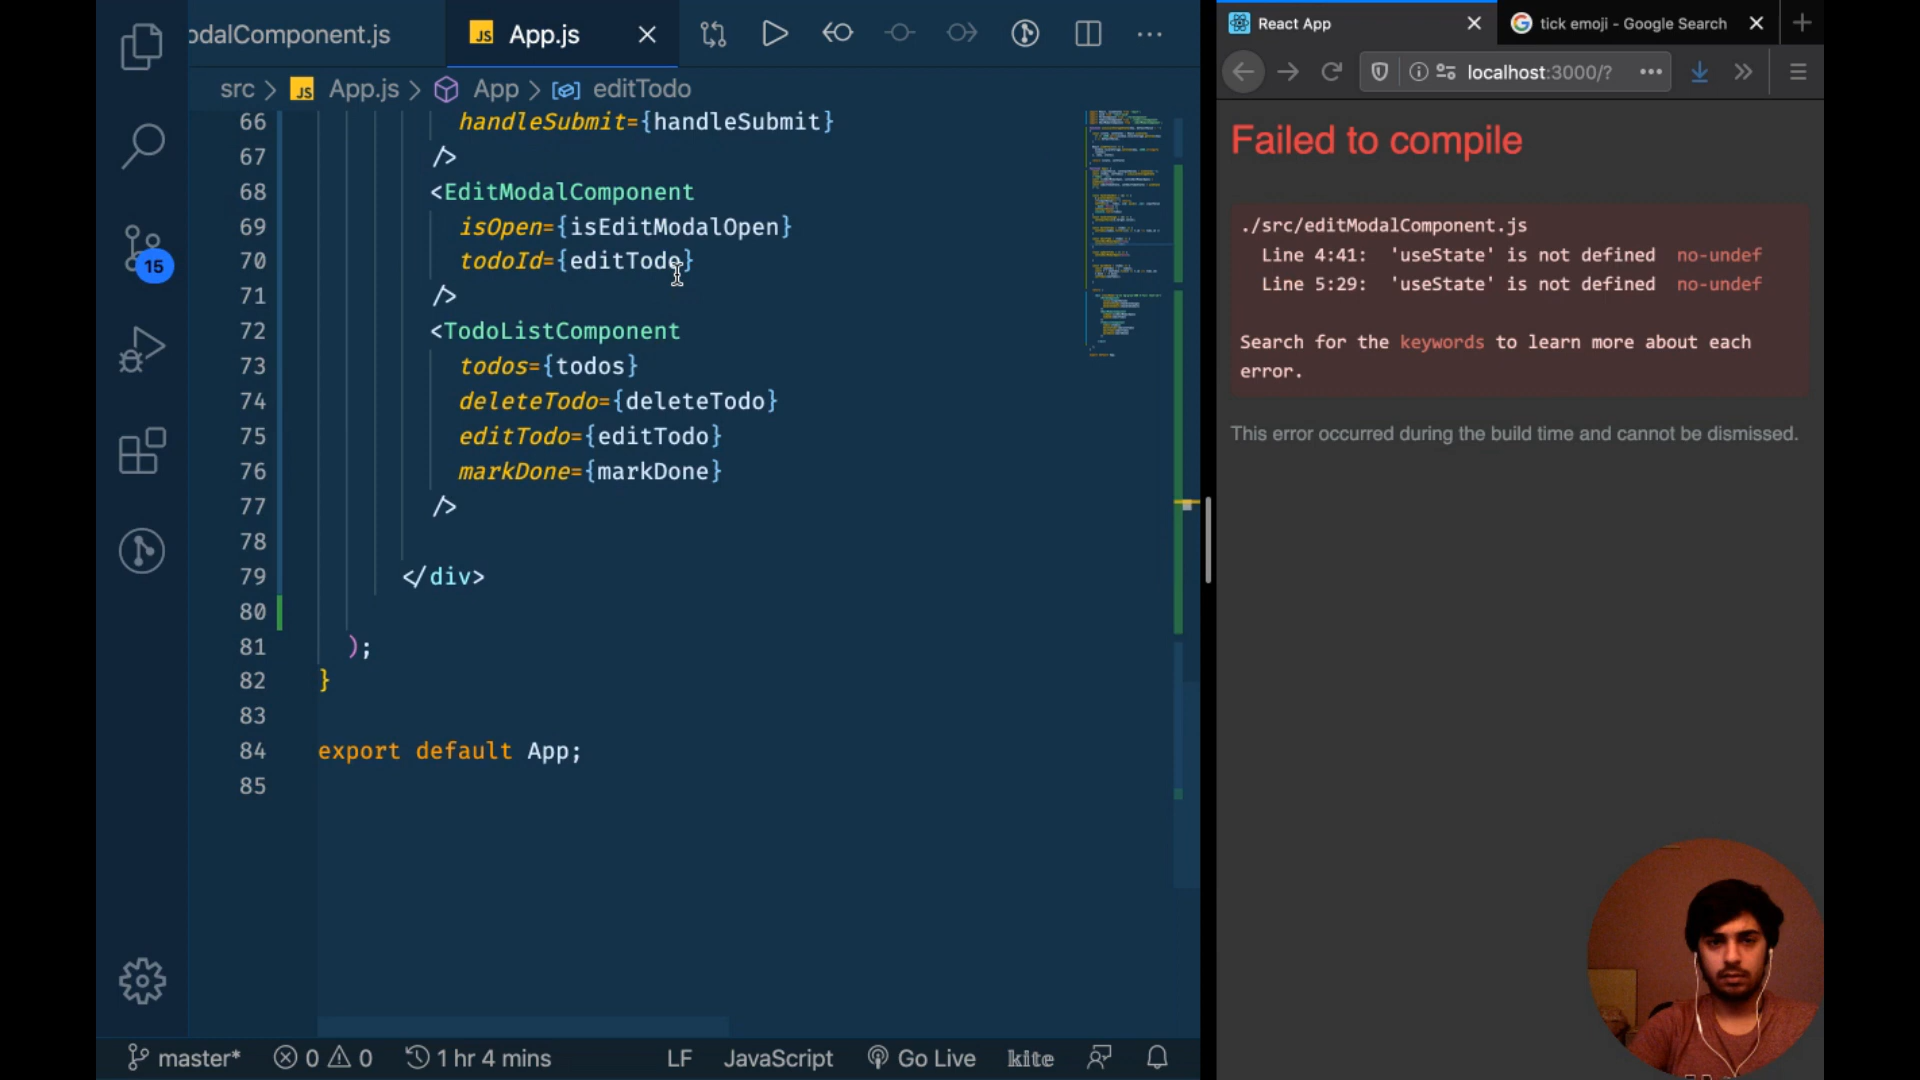 odalComponent.js
JS App.js
src > JS App.js > App > editTodo
66 handleSubmit={handleSubmit}
67 />
68 <EditModalComponent
69 isOpen={isEditModalOpen}
70 todoId={editTodo}
71 />
72 <TodoListComponent
73 todos={todos}
74 deleteTodo={deleteTodo}
75 editTodo={editTodo}
76 markDone={markDone}
77 />
78
79 </div>
80
81 );
82 }
83
84 export default App;
85
15
master* 0 0 1 hr 4 mins LF JavaScript Go Live kite
React App
tick emoji - Google Search
localhost:3000/?
Failed to compile
./src/editModalComponent.js
Line 4:41: 'useState' is not defined no-undef
Line 5:29: 'useState' is not defined no-undef
Search for the keywords to learn more about each
error.
This error occurred during the build time and cannot be dismissed.